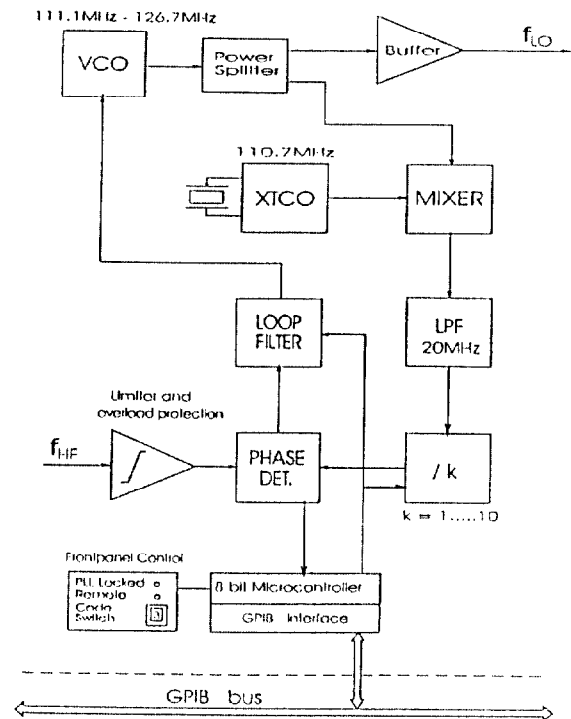 111.1MHz - 126.7MHz
VCO
Power
Splitter
Buffer
fLO
110.7MHz
XTCO
MIXER
LOOP
FILTER
LPF
20MHz
Limiter and
overload protection
fHF
PHASE
DET.
/ k
k = 1.....10
Frontpanel Control
PLL Locked
Remote
Code
Switch
8 bit Microcontroller
GPIB Interface
GPIB bus